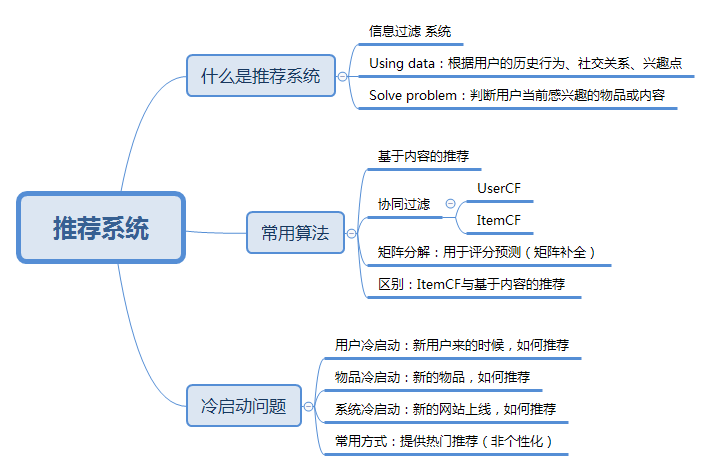 推荐系统
什么是推荐系统
信息过滤 系统
Using data：根据用户的历史行为、社交关系、兴趣点
Solve problem：判断用户当前感兴趣的物品或内容
常用算法
基于内容的推荐
协同过滤
UserCF
ItemCF
矩阵分解：用于评分预测（矩阵补全）
区别：ItemCF与基于内容的推荐
冷启动问题
用户冷启动：新用户来的时候，如何推荐
物品冷启动：新的物品，如何推荐
系统冷启动：新的网站上线，如何推荐
常用方式：提供热门推荐（非个性化）